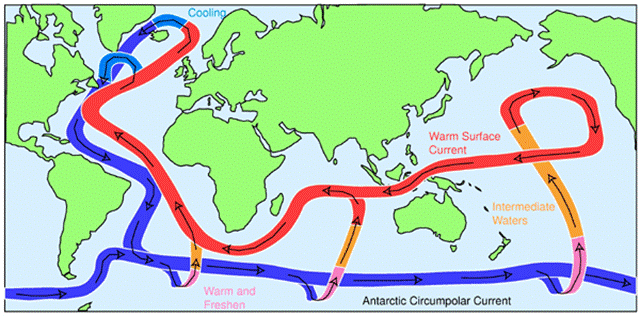 Cooling
Warm Surface
Current
Intermediate
Waters
Warm and
Freshen
Antarctic Circumpolar Current